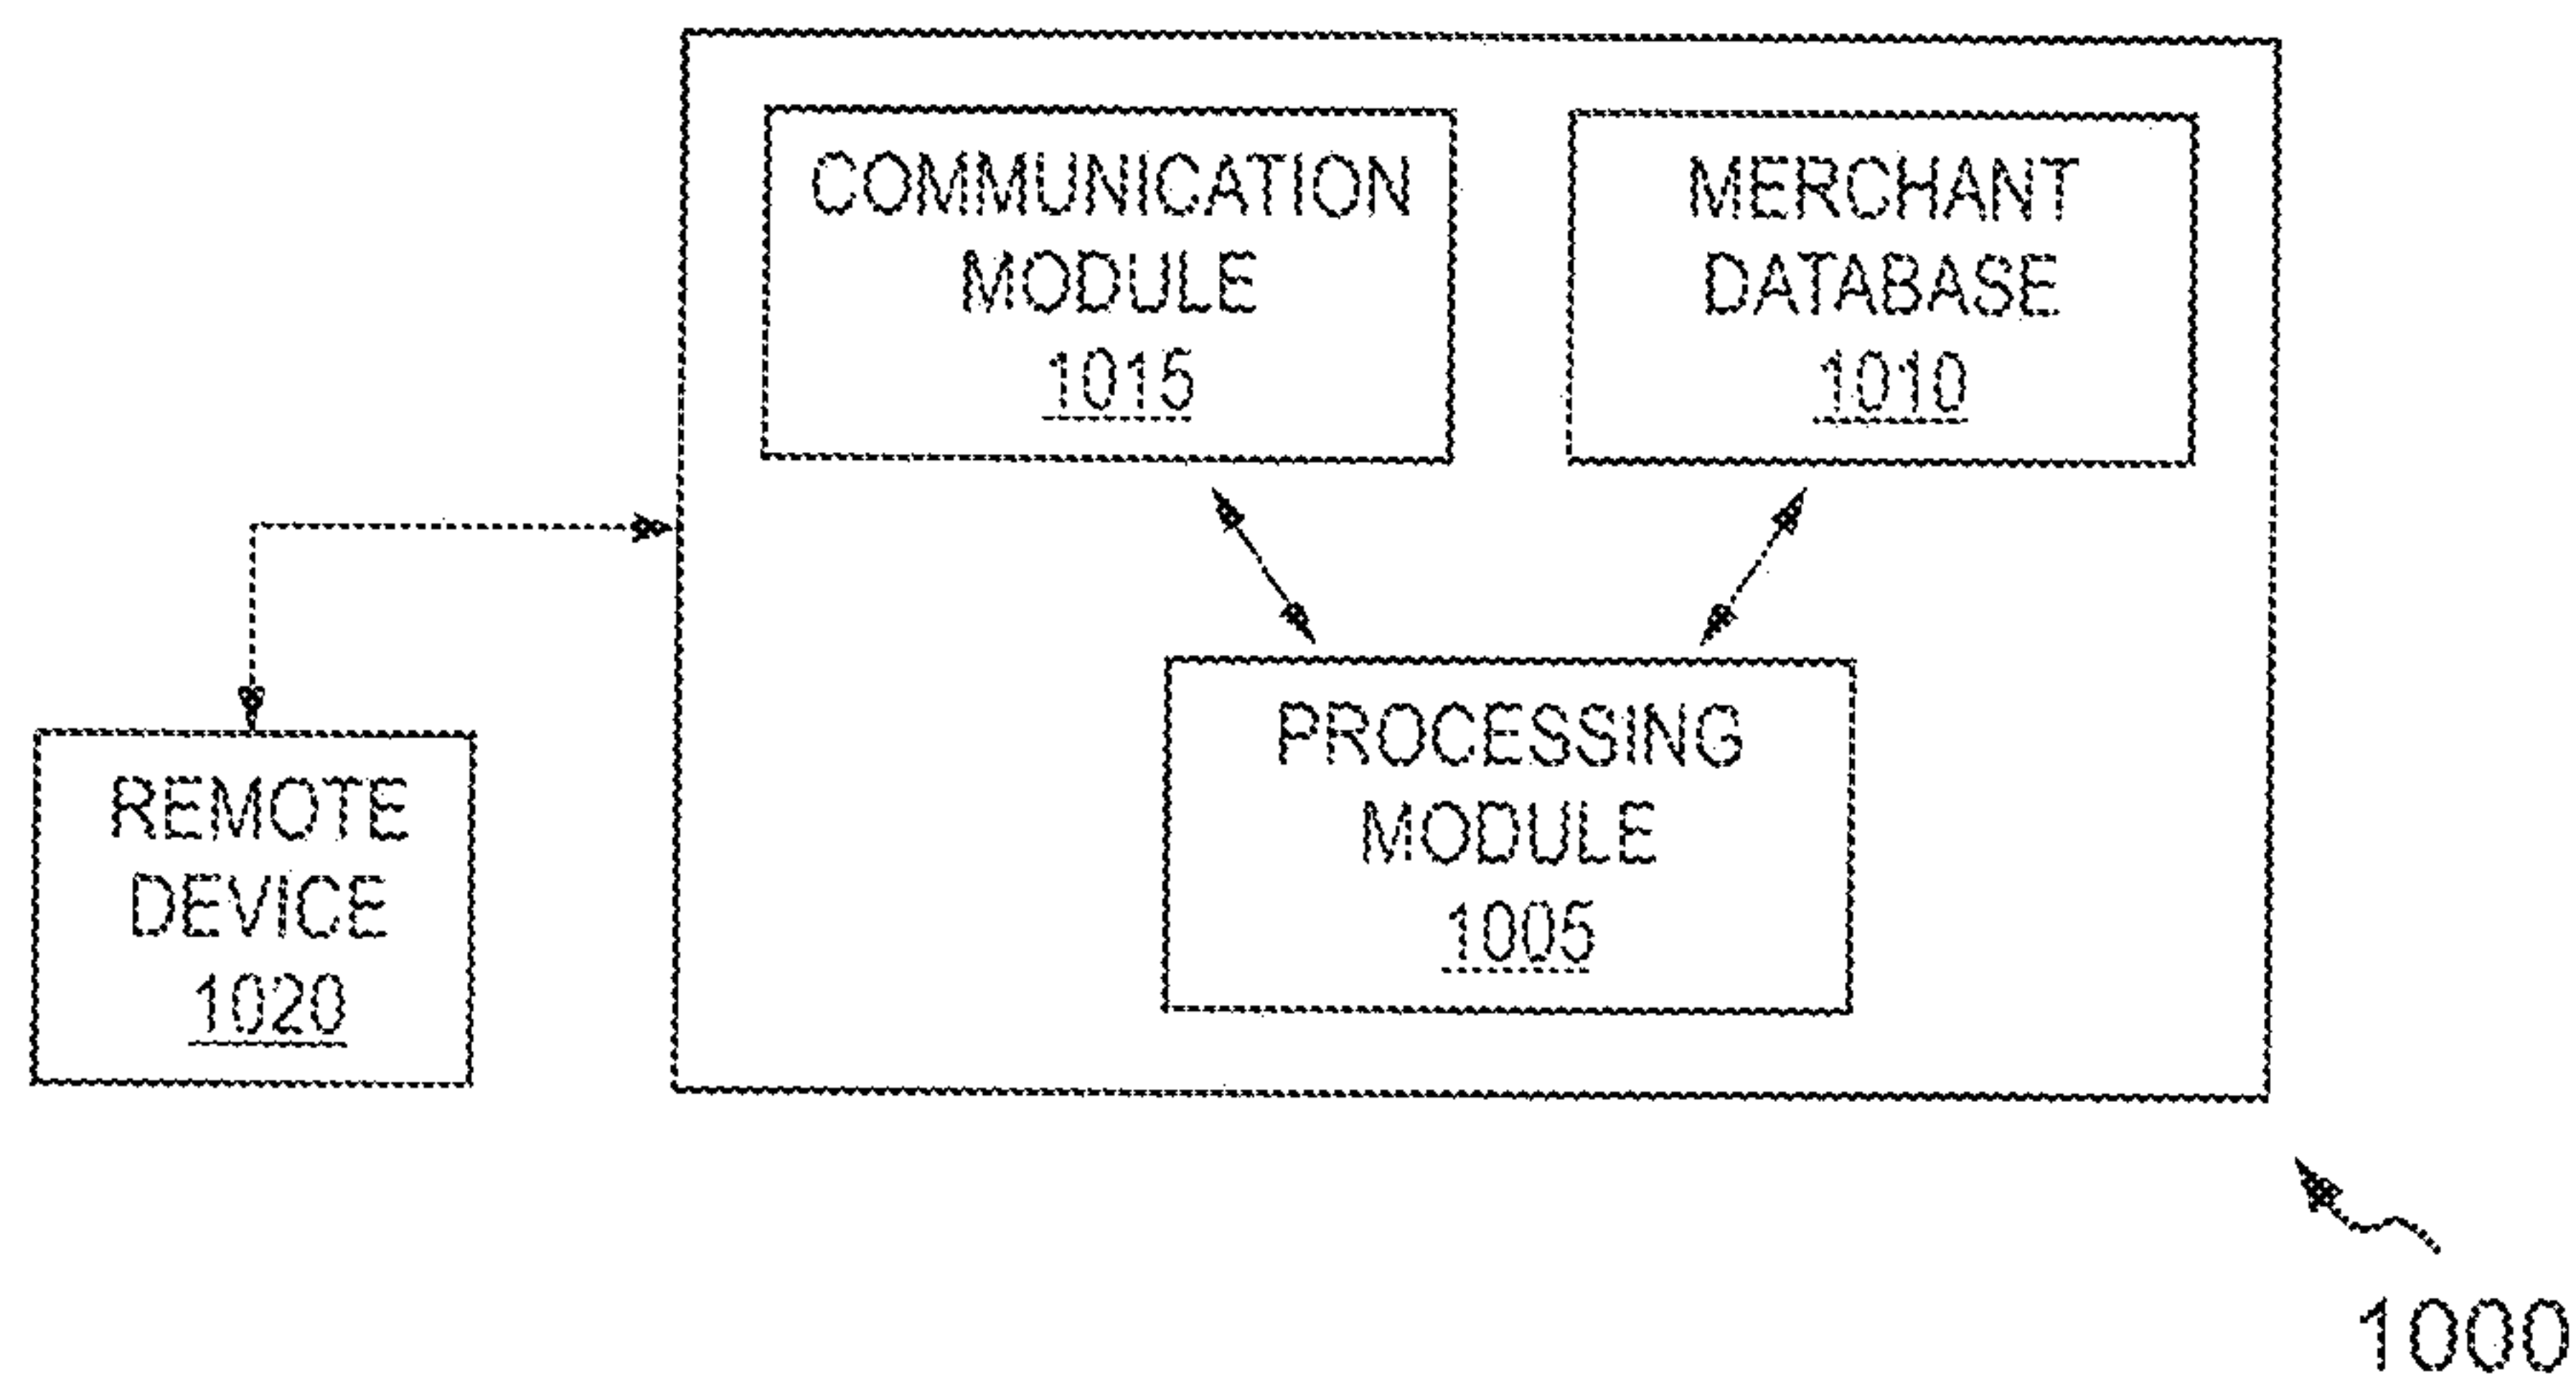 COMMUNICATION
MODULE
1015
MERCHANT
DATABASE
1010
PROCESSING
MODULE
1005
REMOTE
DEVICE
1020
1000